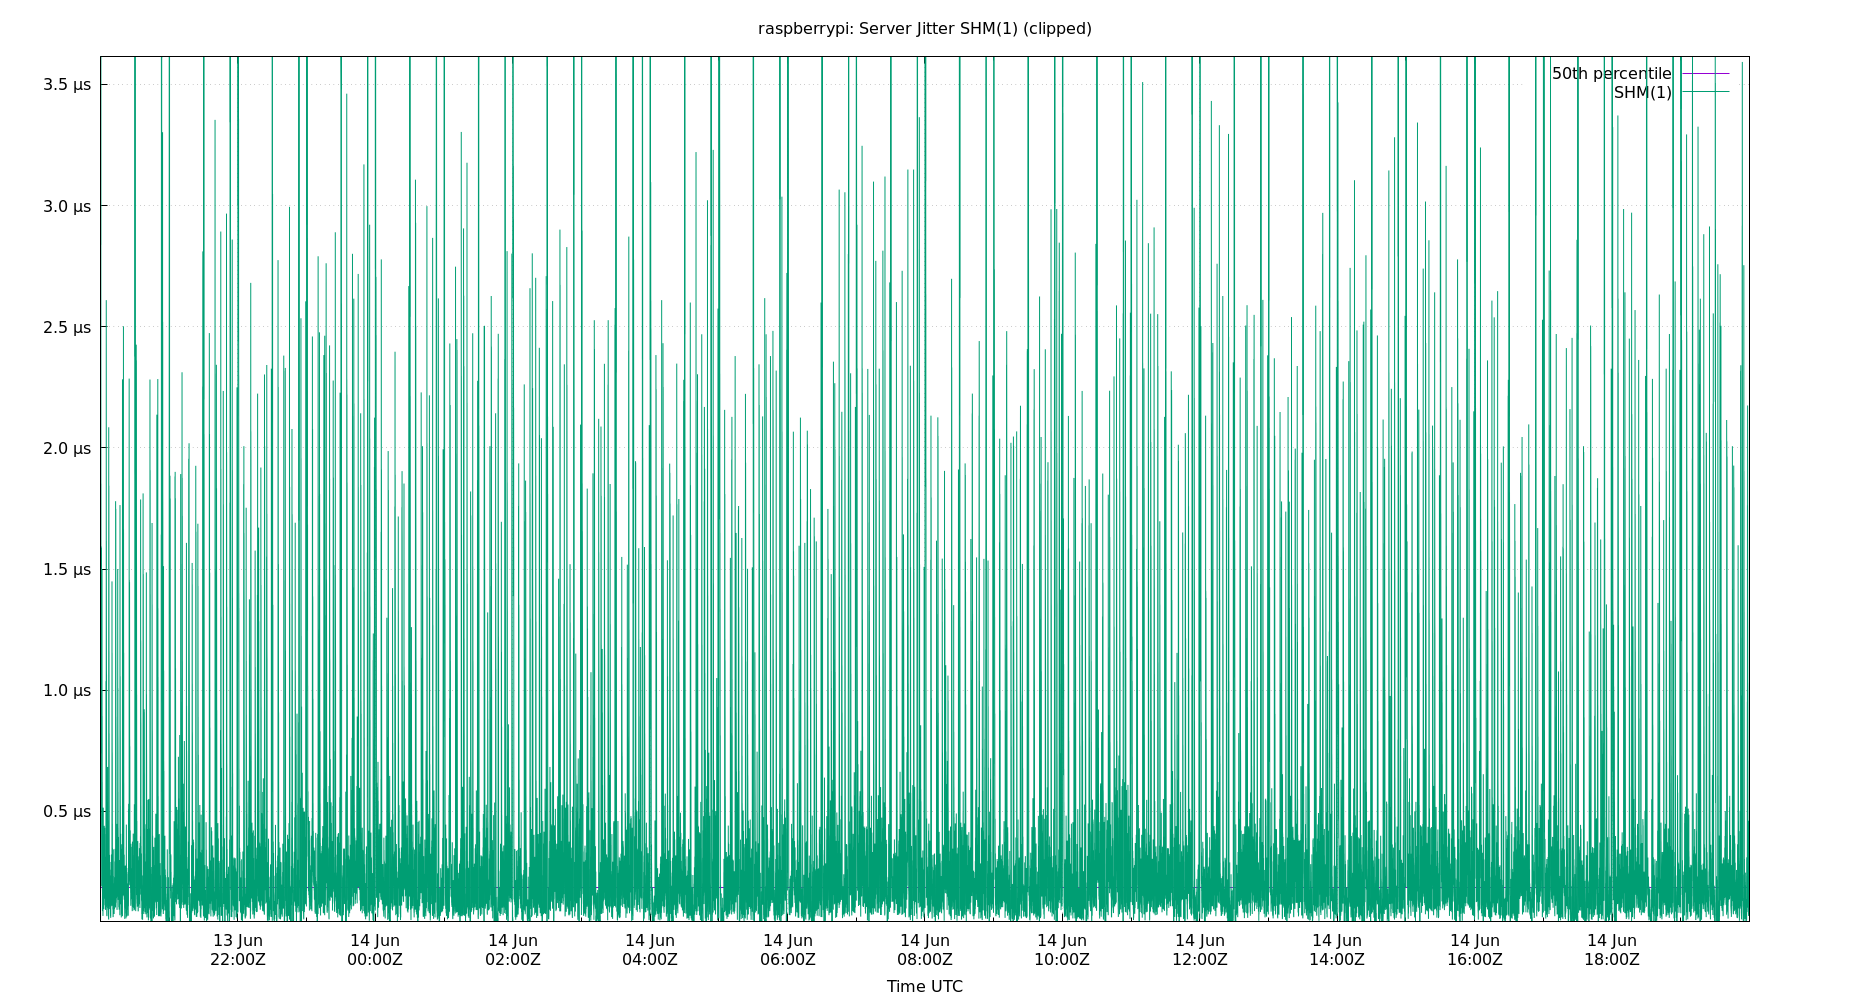 raspberrypi: Server Jitter SHM(1) (clipped)
50th percentile
SHM(1)
3.5 µs
3.0 µs
2.5 µs
2.0 µs
1.5 µs
1.0 µs
0.5 µs
13 Jun 14 Jun 14 Jun 14 Jun 14 Jun 14 Jun 14 Jun 14 Jun 14 Jun 14 Jun 14 Jun
22:00Z 00:00Z 02:00Z 04:00Z 06:00Z 08:00Z 10:00Z 12:00Z 14:00Z 16:00Z 18:00Z
Time UTC